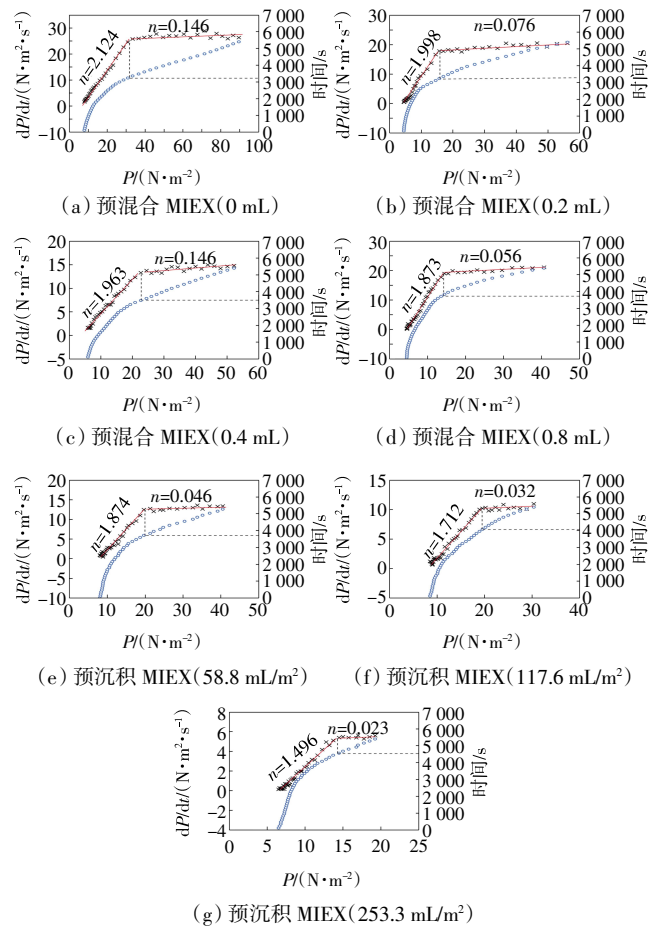 n=2.124
n=0.146
dP/dt/(N·m²·s⁻¹)
30
25
20
15
10
5
0
−5
−10
7 000
6 000
5 000
4 000
3 000
2 000
1 000
0
时间/s
0 20 40 60 80 100
P/(N·m⁻²)
(a) 预混合 MIEX(0 mL)
n=1.998
n=0.076
dP/dt/(N·m²·s⁻¹)
30
20
10
0
−10
7 000
6 000
5 000
4 000
3 000
2 000
1 000
0
时间/s
0 10 20 30 40 50 60
P/(N·m⁻²)
(b) 预混合 MIEX(0.2 mL)
n=1.963
n=0.146
dP/dt/(N·m²·s⁻¹)
20
15
10
5
0
−5
7 000
6 000
5 000
4 000
3 000
2 000
1 000
0
时间/s
0 10 20 30 40 50 60
P/(N·m⁻²)
(c) 预混合 MIEX(0.4 mL)
n=1.873
n=0.056
dP/dt/(N·m²·s⁻¹)
30
20
10
0
−10
7 000
6 000
5 000
4 000
3 000
2 000
1 000
0
时间/s
0 10 20 30 40 50
P/(N·m⁻²)
(d) 预混合 MIEX(0.8 mL)
n=1.874
n=0.046
dP/dt/(N·m²·s⁻¹)
20
15
10
5
0
−5
−10
7 000
6 000
5 000
4 000
3 000
2 000
1 000
0
时间/s
0 10 20 30 40 50
P/(N·m⁻²)
(e) 预沉积 MIEX(58.8 mL/m²)
n=1.712
n=0.032
dP/dt/(N·m²·s⁻¹)
15
10
5
0
−5
7 000
6 000
5 000
4 000
3 000
2 000
1 000
0
时间/s
0 10 20 30 40
P/(N·m⁻²)
(f) 预沉积 MIEX(117.6 mL/m²)
n=1.496
n=0.023
dP/dt/(N·m²·s⁻¹)
8
6
4
2
0
−2
−4
7 000
6 000
5 000
4 000
3 000
2 000
1 000
0
时间/s
0 5 10 15 20 25
P/(N·m⁻²)
(g) 预沉积 MIEX(253.3 mL/m²)